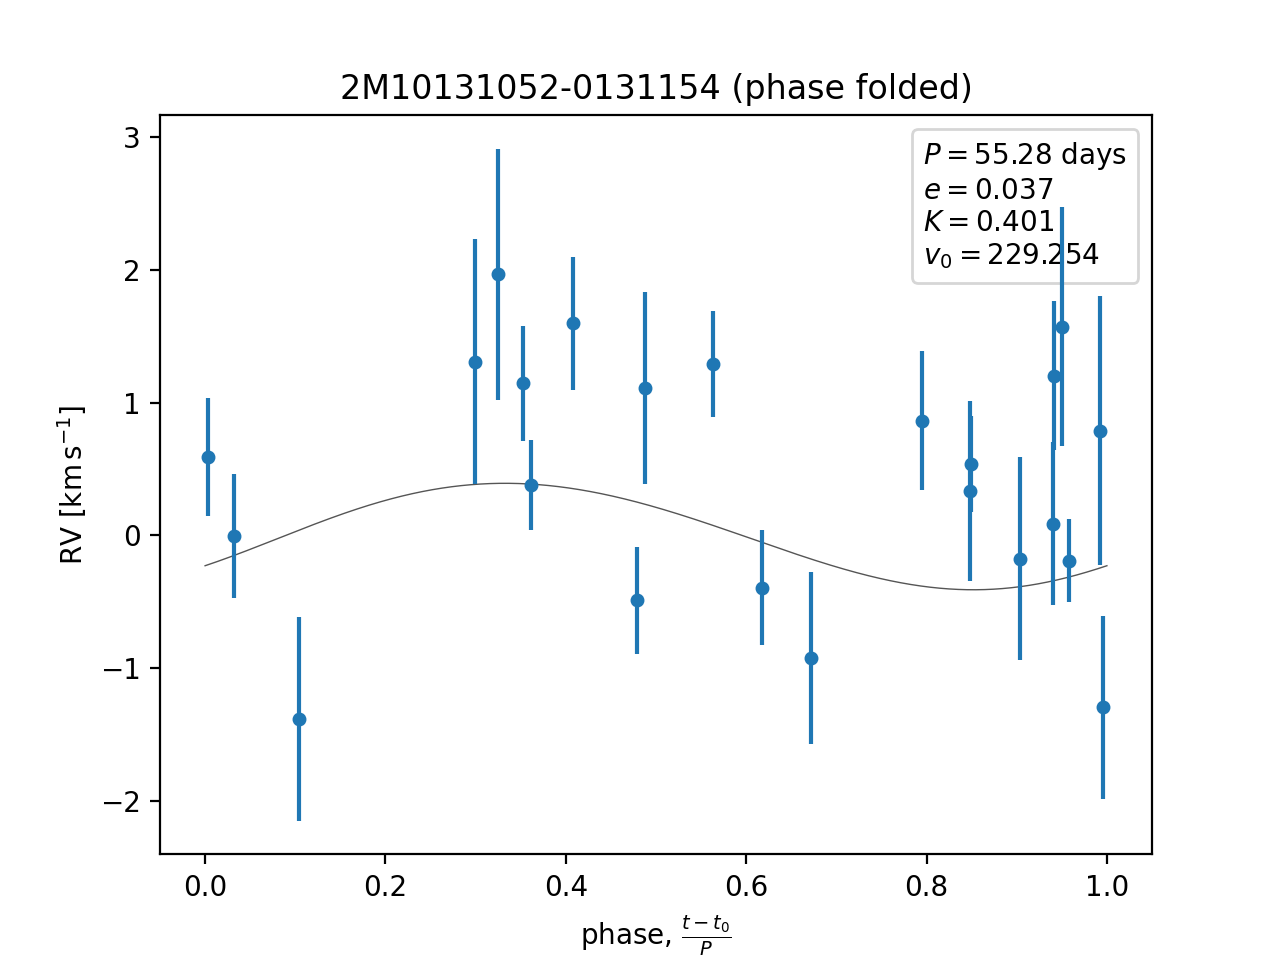 2M10131052-0131154 (phase folded)
P = 55.28 days
e = 0.037
K = 0.401
v₀ = 229.254
3
2
1
0
−1
−2
RV [km s⁻¹]
0.0 0.2 0.4 0.6 0.8 1.0
phase, (t − t₀)/P